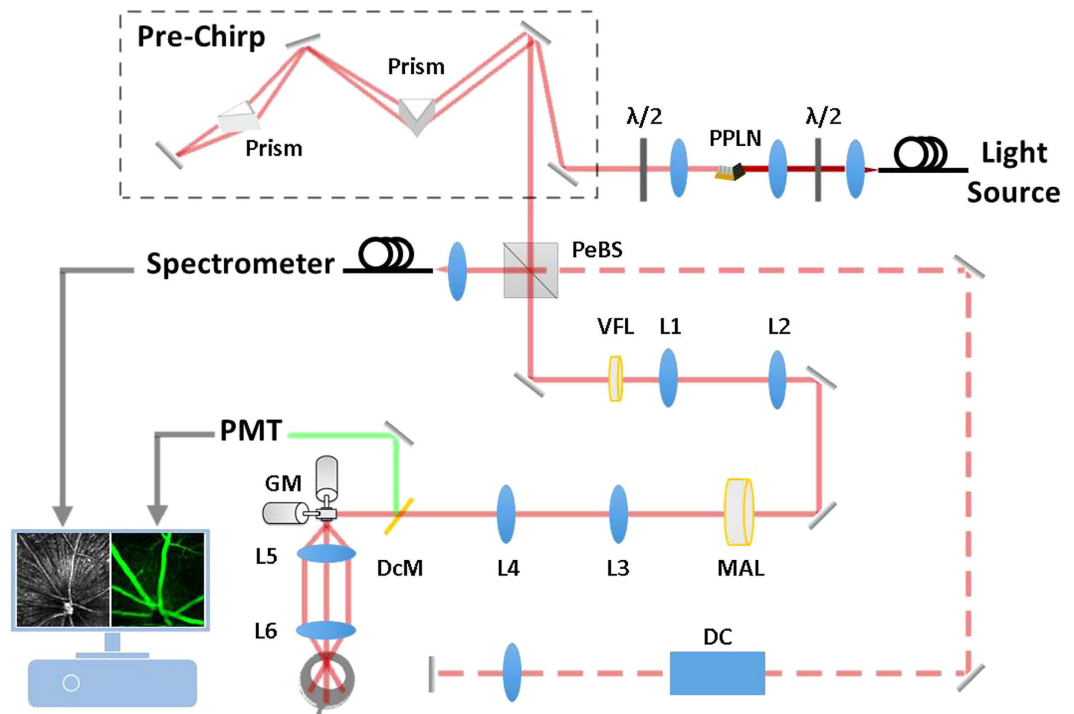 Pre-Chirp
Prism
Prism
λ/2
PPLN
λ/2
Light
Source
Spectrometer
PeBS
VFL
L1
L2
PMT
GM
L5
DcM
L4
L3
MAL
L6
DC